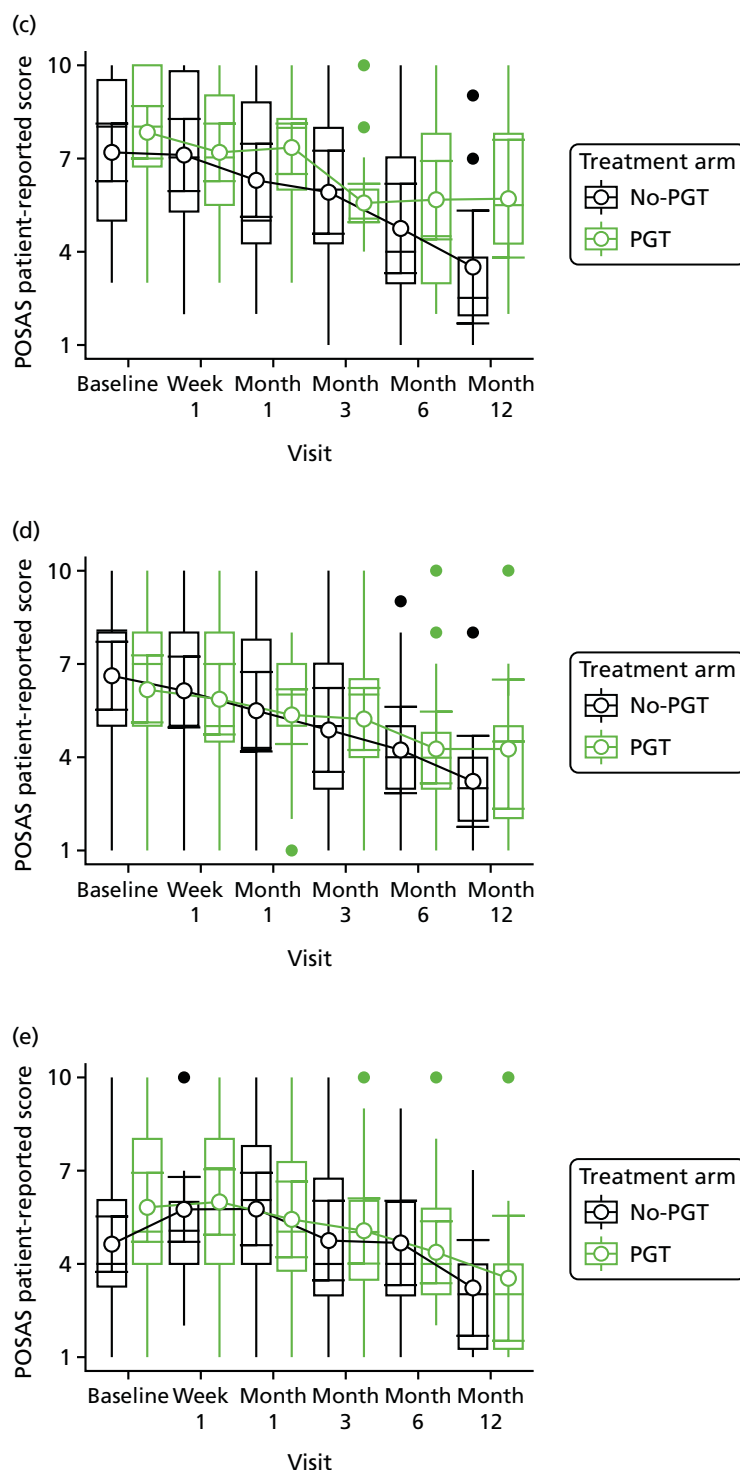 (c)
POSAS patient-reported score
10
7
4
1
Baseline Week 1 Month 1 Month 3 Month 6 Month 12
Visit
Treatment arm
No-PGT
PGT
(d)
POSAS patient-reported score
10
7
4
1
Baseline Week 1 Month 1 Month 3 Month 6 Month 12
Visit
Treatment arm
No-PGT
PGT
(e)
POSAS patient-reported score
10
7
4
1
Baseline Week 1 Month 1 Month 3 Month 6 Month 12
Visit
Treatment arm
No-PGT
PGT